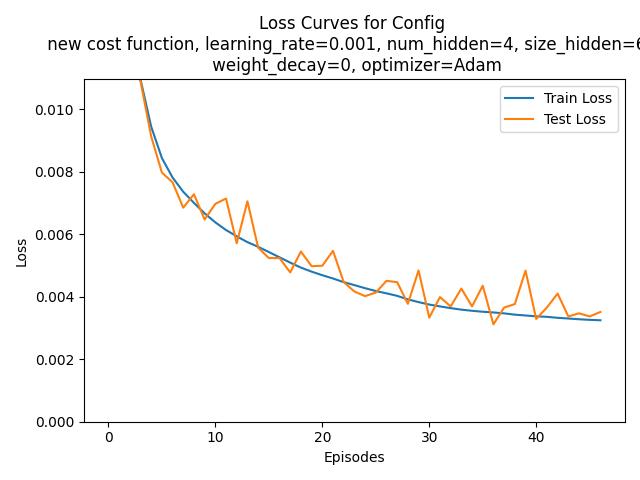 Loss Curves for Config
new cost function, learning_rate=0.001, num_hidden=4, size_hidden=6
weight_decay=0, optimizer=Adam
Train Loss
Test Loss
0.010
0.008
0.006
0.004
0.002
0.000
Loss
0 10 20 30 40
Episodes